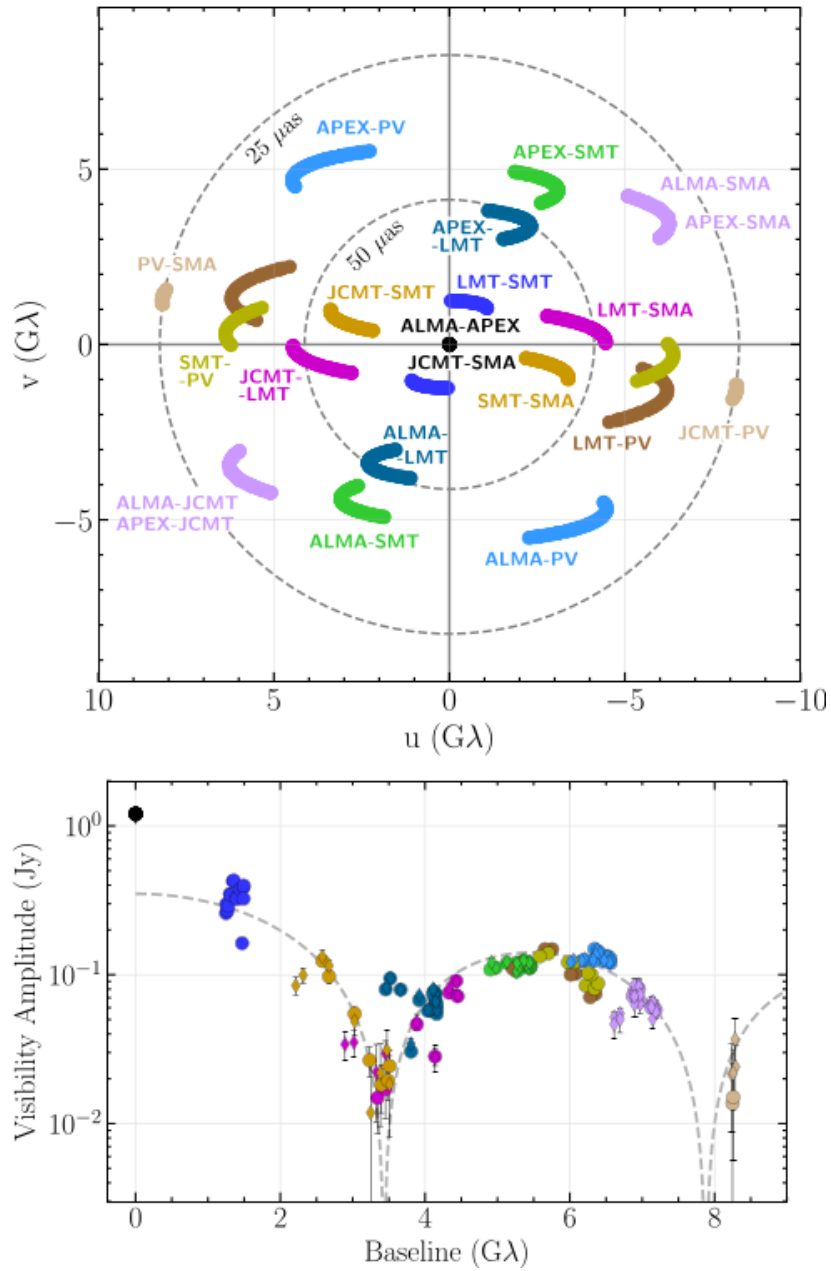 APEX-PV
25 μas
APEX-SMT
ALMA-SMA
APEX-SMA
APEX-
-LMT
50 μas
PV-SMA
JCMT-SMT
LMT-SMT
LMT-SMA
ALMA-APEX
JCMT-SMA
SMT-
-PV
JCMT-
-LMT
SMT-SMA
LMT-PV
JCMT-PV
ALMA-
-LMT
ALMA-JCMT
APEX-JCMT
ALMA-SMT
ALMA-PV
v (Gλ)
5
0
−5
10
5
0
−5
−10
u (Gλ)
Visibility Amplitude (Jy)
10⁰
10⁻¹
10⁻²
0
2
4
6
8
Baseline (Gλ)